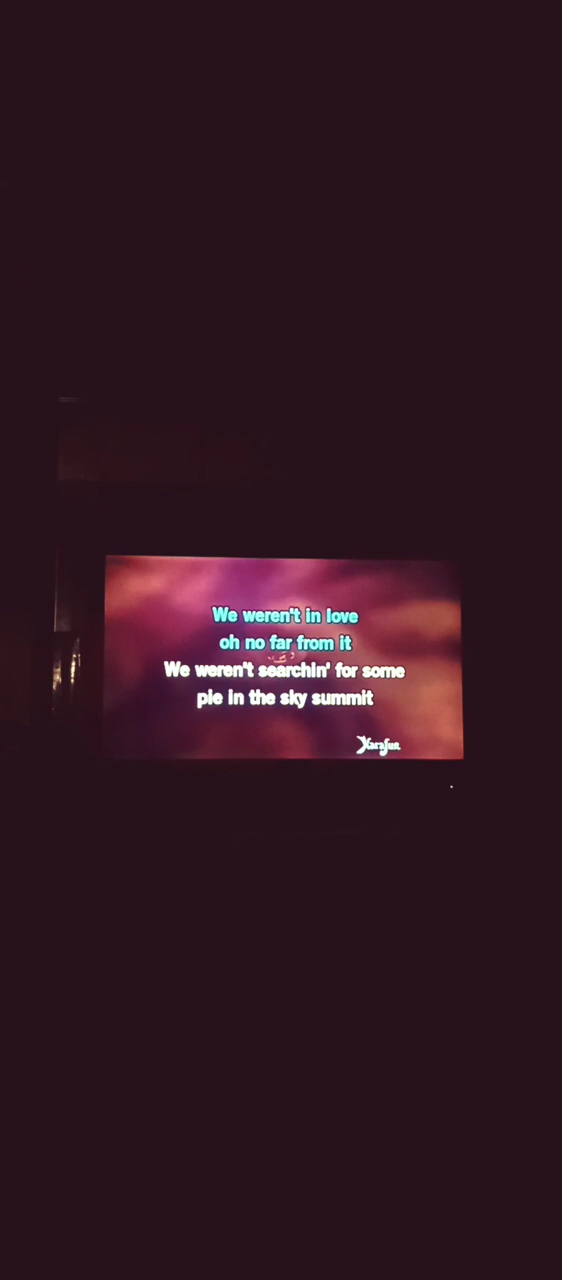 We weren't in love
oh no far from it
We weren't searchin' for some
pie in the sky summit
KaraFun